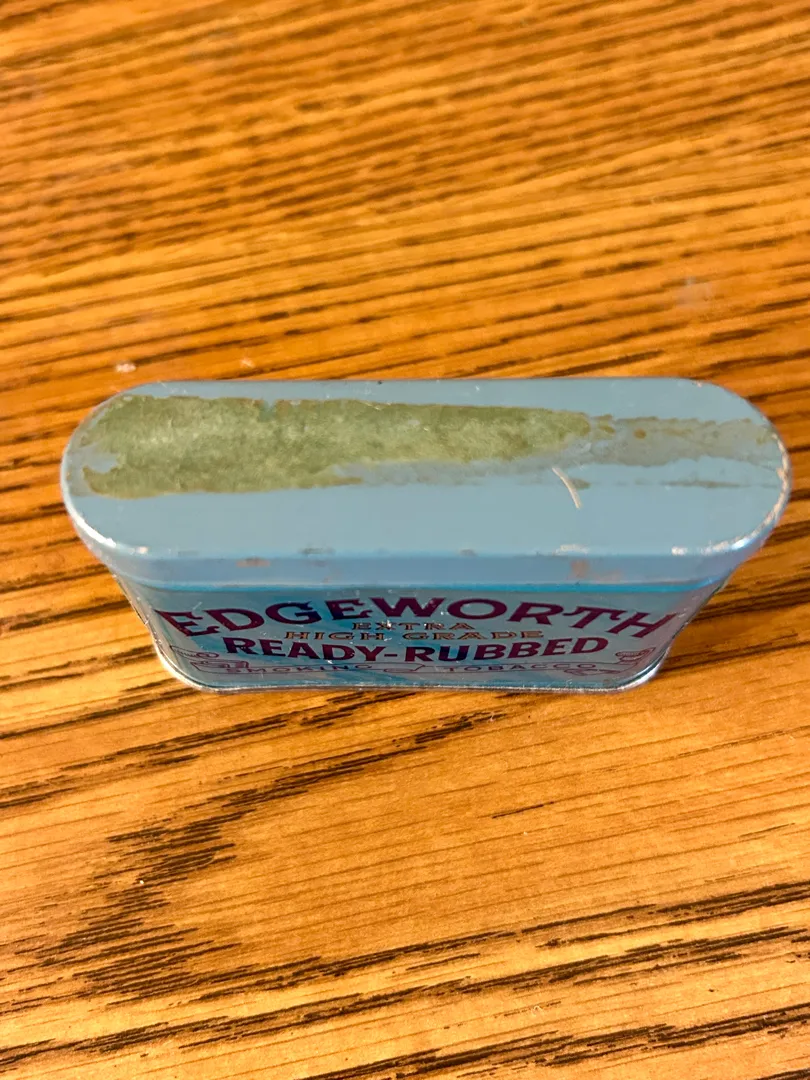 EDGEWORTH
EXTRA
HIGH GRADE
READY-RUBBED
SMOKING TOBACCO